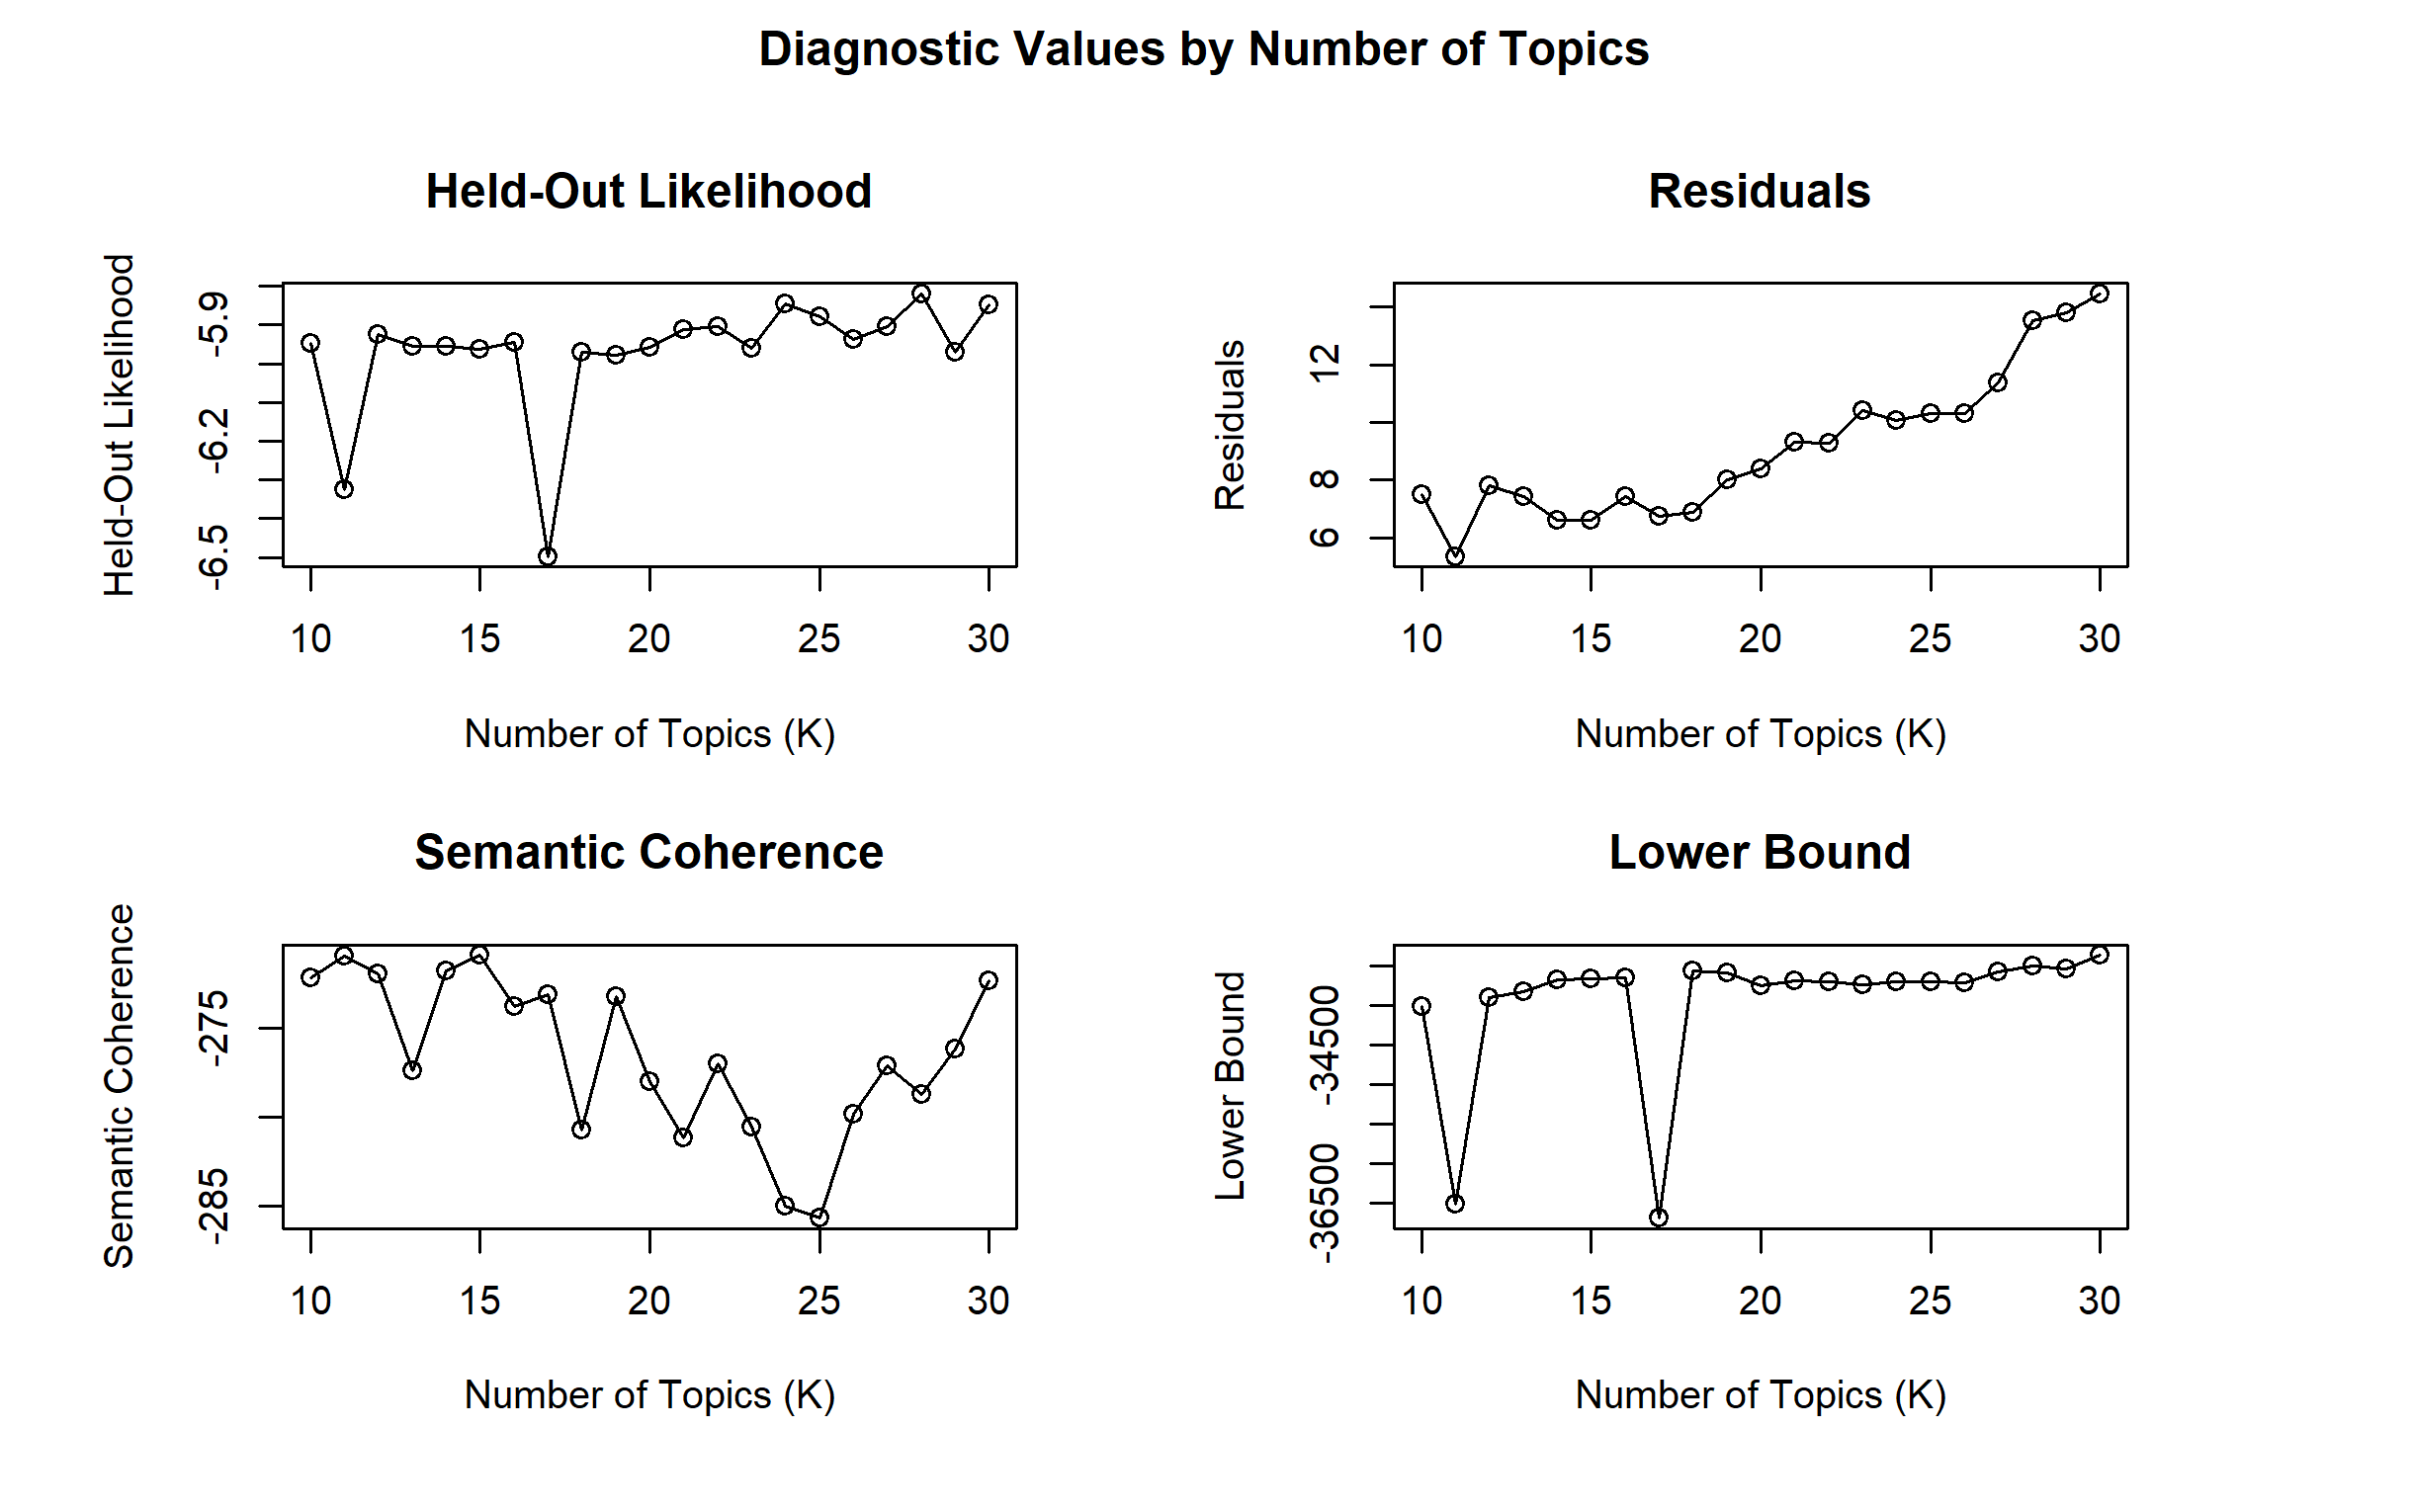 Diagnostic Values by Number of Topics
Held-Out Likelihood
Held-Out Likelihood
-5.9
-6.2
-6.5
10 15 20 25 30
Number of Topics (K)
Residuals
Residuals
12
8
6
10 15 20 25 30
Number of Topics (K)
Semantic Coherence
Semantic Coherence
-275
-285
10 15 20 25 30
Number of Topics (K)
Lower Bound
Lower Bound
-34500
-36500
10 15 20 25 30
Number of Topics (K)